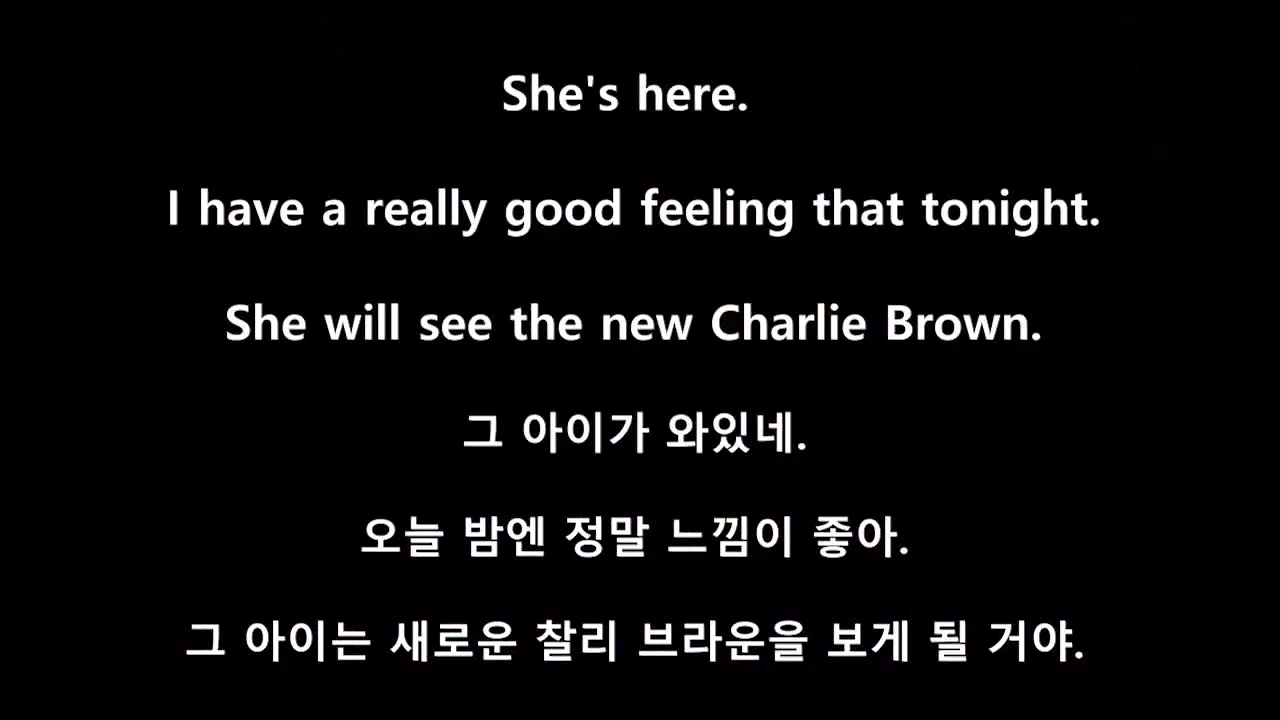 She's here.
I have a really good feeling that tonight.
She will see the new Charlie Brown.
그 아이가 와있네.
오늘 밤엔 정말 느낌이 좋아.
그 아이는 새로운 찰리 브라운을 보게 될 거야.